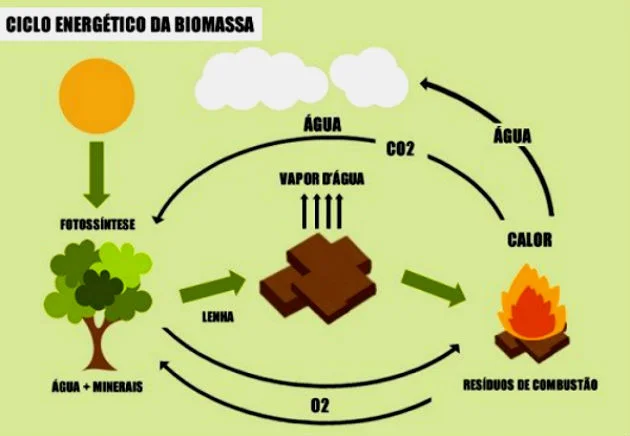 CICLO ENERGÉTICO DA BIOMASSA
ÁGUA
CO2
ÁGUA
VAPOR D'ÁGUA
FOTOSSÍNTESE
CALOR
LENHA
ÁGUA + MINERAIS
RESÍDUOS DE COMBUSTÃO
O2